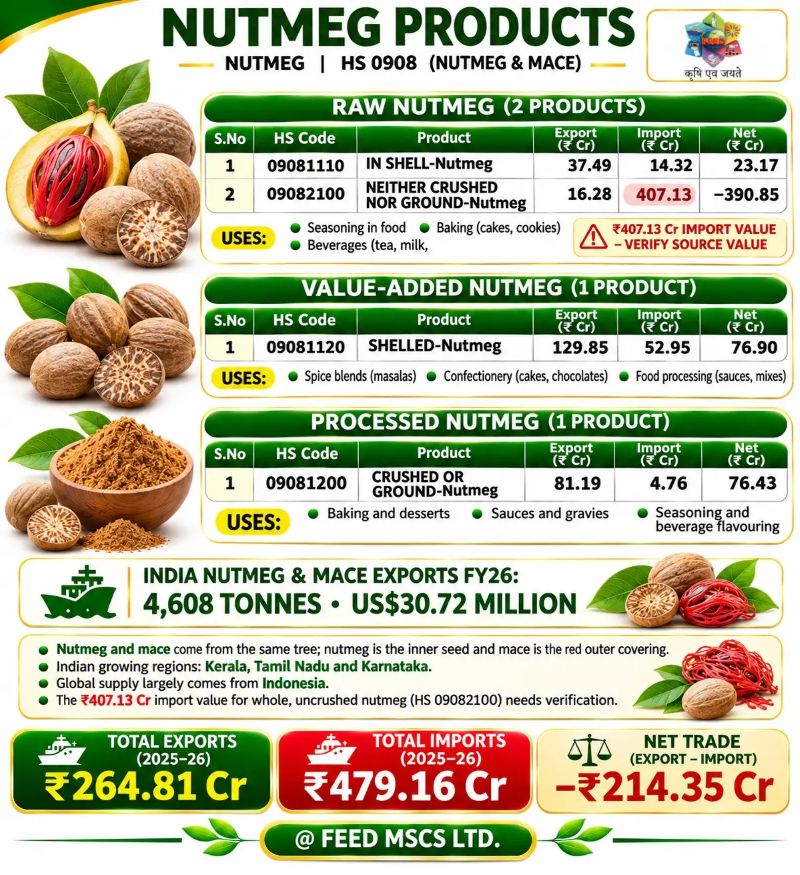 NUTMEG PRODUCTS
NUTMEG | HS 0908 (NUTMEG & MACE)
कृषि एव जयते
RAW NUTMEG (2 PRODUCTS)
S.No HS Code Product Export (₹ Cr) Import (₹ Cr) Net (₹ Cr)
1 09081110 IN SHELL-Nutmeg 37.49 14.32 23.17
2 09082100 NEITHER CRUSHED NOR GROUND-Nutmeg 16.28 407.13 −390.85
USES:
Seasoning in food
Baking (cakes, cookies)
Beverages (tea, milk,
₹407.13 Cr IMPORT VALUE
– VERIFY SOURCE VALUE
VALUE-ADDED NUTMEG (1 PRODUCT)
S.No HS Code Product Export (₹ Cr) Import (₹ Cr) Net (₹ Cr)
1 09081120 SHELLED-Nutmeg 129.85 52.95 76.90
USES:
Spice blends (masalas)
Confectionery (cakes, chocolates)
Food processing (sauces, mixes)
PROCESSED NUTMEG (1 PRODUCT)
S.No HS Code Product Export (₹ Cr) Import (₹ Cr) Net (₹ Cr)
1 09081200 CRUSHED OR GROUND-Nutmeg 81.19 4.76 76.43
USES:
Baking and desserts
Sauces and gravies
Seasoning and
beverage flavouring
INDIA NUTMEG & MACE EXPORTS FY26:
4,608 TONNES • US$30.72 MILLION
Nutmeg and mace come from the same tree; nutmeg is the inner seed and mace is the red outer covering.
Indian growing regions: Kerala, Tamil Nadu and Karnataka.
Global supply largely comes from Indonesia.
The ₹407.13 Cr import value for whole, uncrushed nutmeg (HS 09082100) needs verification.
TOTAL EXPORTS
(2025–26)
₹264.81 Cr
TOTAL IMPORTS
(2025–26)
₹479.16 Cr
NET TRADE
(EXPORT – IMPORT)
−₹214.35 Cr
@ FEED MSCS LTD.